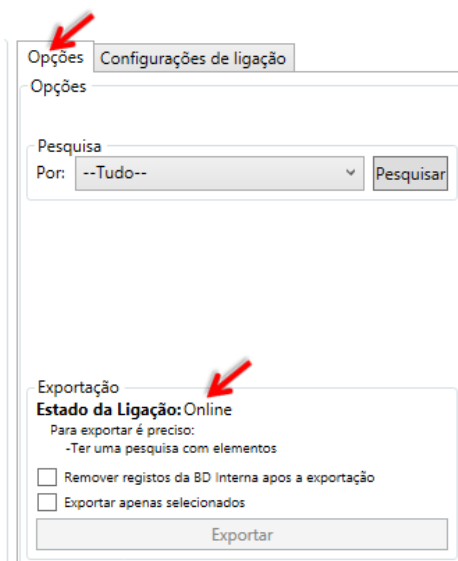 Opções Configurações de ligação
Opções
Pesquisa
Por: --Tudo-- Pesquisar
Exportação
Estado da Ligação: Online
Para exportar é preciso:
-Ter uma pesquisa com elementos
Remover registos da BD Interna apos a exportação
Exportar apenas selecionados
Exportar